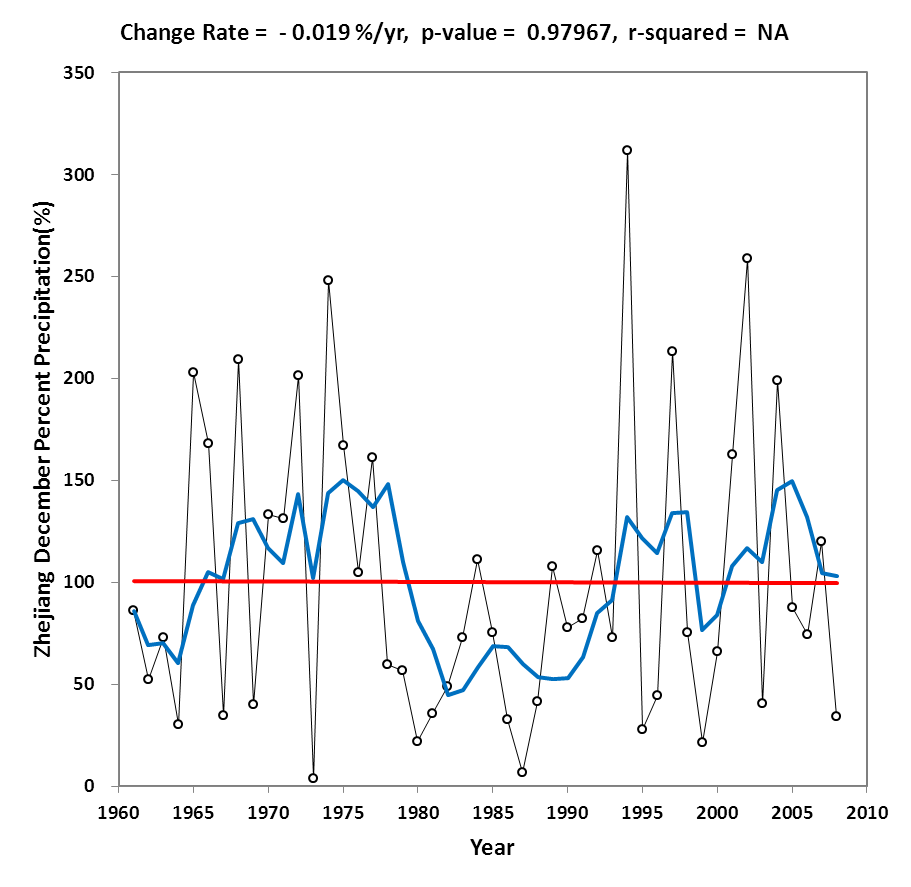 Change Rate = - 0.019 %/yr, p-value = 0.97967, r-squared = NA
Zhejiang December Percent Precipitation(%)
350
300
250
200
150
100
50
0
1960 1965 1970 1975 1980 1985 1990 1995 2000 2005 2010
Year